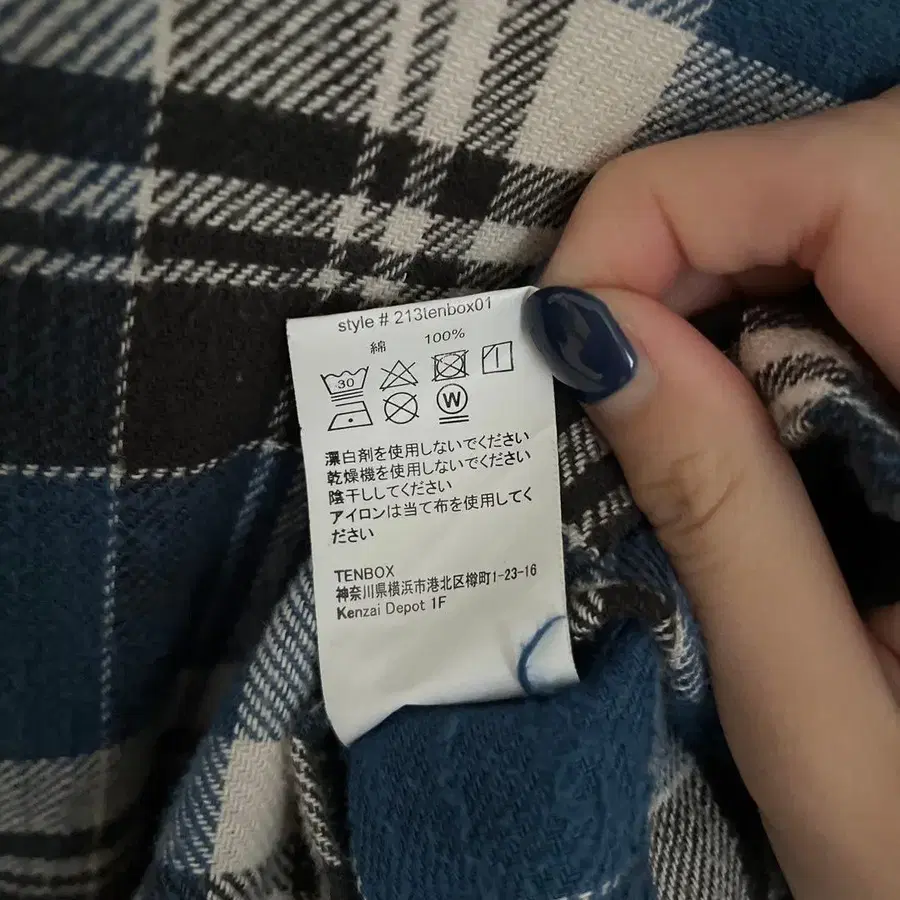 style # 213tenbox01
綿 100%
30
W
漂白剤を使用しないでください
乾燥機を使用しないでください
陰干ししてください
アイロンは当て布を使用してく
ださい
TENBOX
神奈川県横浜市港北区樽町1-23-16
Kenzai Depot 1F